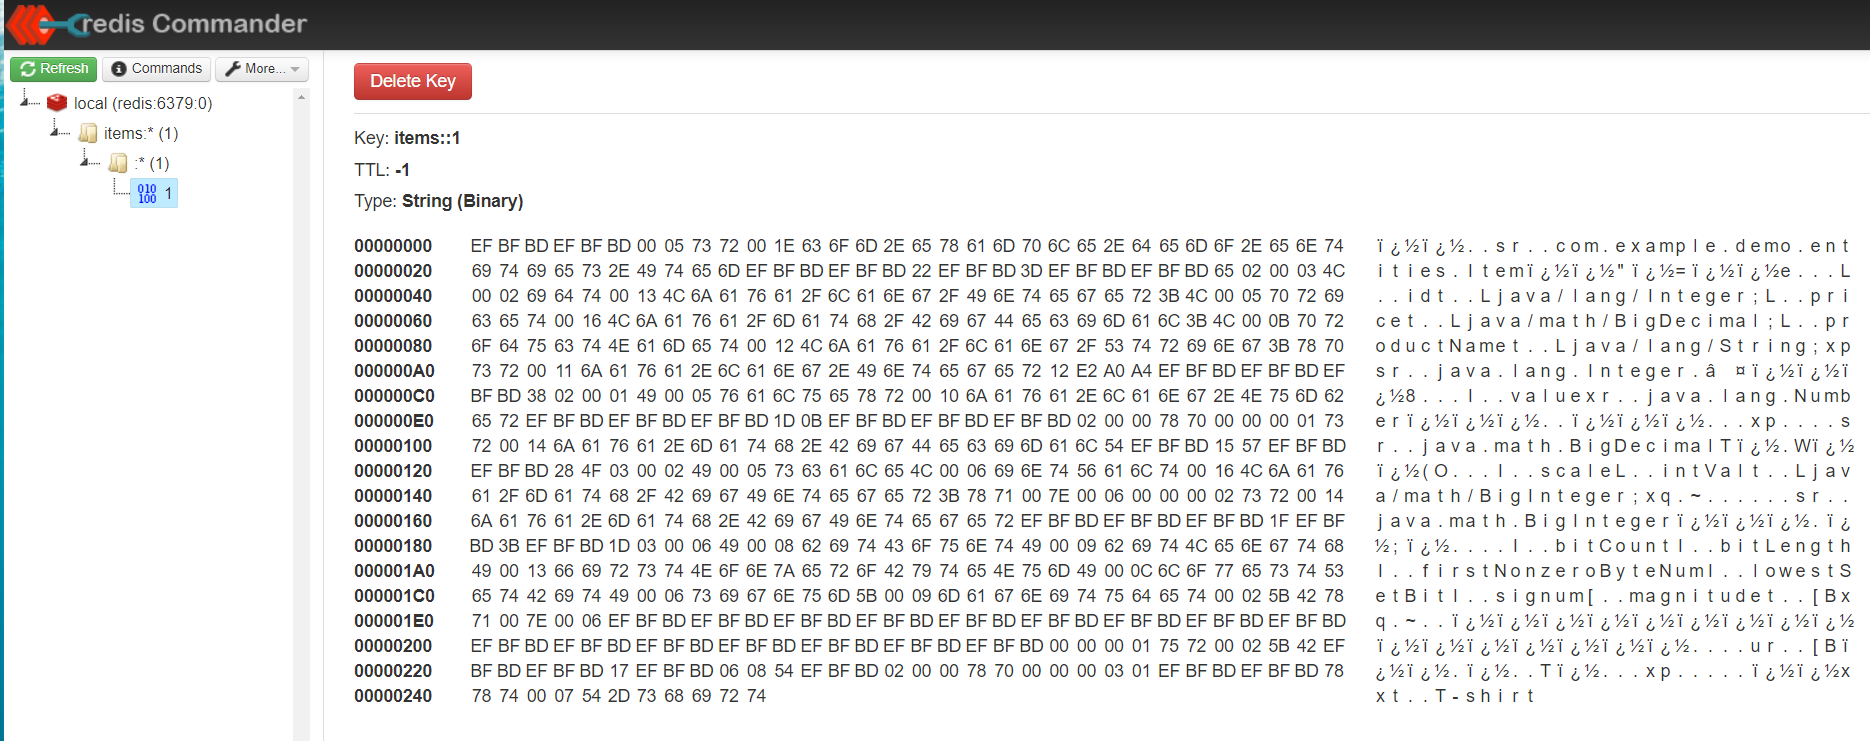 redis Commander
Refresh Commands More...
local (redis:6379:0)
items:* (1)
:* (1)
010
100 1
Delete Key
Key: items::1
TTL: -1
Type: String (Binary)
00000000 EF BF BD EF BF BD 00 05 73 72 00 1E 63 6F 6D 2E 65 78 61 6D 70 6C 65 2E 64 65 6D 6F 2E 65 6E 74 ï¿½ï¿½..sr..com.example.demo.ent
00000020 69 74 69 65 73 2E 49 74 65 6D EF BF BD EF BF BD 22 EF BF BD 3D EF BF BD EF BF BD 65 02 00 03 4C ities.Itemï¿½ï¿½"ï¿½=ï¿½ï¿½e...L
00000040 00 02 69 64 74 00 13 4C 6A 61 76 61 2F 6C 61 6E 67 2F 49 6E 74 65 67 65 72 3B 4C 00 05 70 72 69 ..idt..Ljava/lang/Integer;L..pri
00000060 63 65 74 00 16 4C 6A 61 76 61 2F 6D 61 74 68 2F 42 69 67 44 65 63 69 6D 61 6C 3B 4C 00 0B 70 72 cet..Ljava/math/BigDecimal;L..pr
00000080 6F 64 75 63 74 4E 61 6D 65 74 00 12 4C 6A 61 76 61 2F 6C 61 6E 67 2F 53 74 72 69 6E 67 3B 78 70 oductNamet..Ljava/lang/String;xp
000000A0 73 72 00 11 6A 61 76 61 2E 6C 61 6E 67 2E 49 6E 74 65 67 65 72 12 E2 A0 A4 EF BF BD EF BF BD EF sr..java.lang.Integer.â ¤ï¿½ï¿½ï
000000C0 BF BD 38 02 00 01 49 00 05 76 61 6C 75 65 78 72 00 10 6A 61 76 61 2E 6C 61 6E 67 2E 4E 75 6D 62 ¿½8...I..valuexr..java.lang.Numb
000000E0 65 72 EF BF BD EF BF BD EF BF BD 1D 0B EF BF BD EF BF BD EF BF BD 02 00 00 78 70 00 00 00 01 73 erï¿½ï¿½ï¿½..ï¿½ï¿½ï¿½...xp....s
00000100 72 00 14 6A 61 76 61 2E 6D 61 74 68 2E 42 69 67 44 65 63 69 6D 61 6C 54 EF BF BD 15 57 EF BF BD r..java.math.BigDecimalTï¿½.Wï¿½
00000120 EF BF BD 28 4F 03 00 02 49 00 05 73 63 61 6C 65 4C 00 06 69 6E 74 56 61 6C 74 00 16 4C 6A 61 76 ï¿½(O...I..scaleL..intValt..Ljav
00000140 61 2F 6D 61 74 68 2F 42 69 67 49 6E 74 65 67 65 72 3B 78 71 00 7E 00 06 00 00 00 02 73 72 00 14 a/math/BigInteger;xq.~......sr..
00000160 6A 61 76 61 2E 6D 61 74 68 2E 42 69 67 49 6E 74 65 67 65 72 EF BF BD EF BF BD EF BF BD 1F EF BF java.math.BigIntegerï¿½ï¿½ï¿½.ï¿
00000180 BD 3B EF BF BD 1D 03 00 06 49 00 08 62 69 74 43 6F 75 6E 74 49 00 09 62 69 74 4C 65 6E 67 74 68 ½;ï¿½....I..bitCountI..bitLength
000001A0 49 00 13 66 69 72 73 74 4E 6F 6E 7A 65 72 6F 42 79 74 65 4E 75 6D 49 00 0C 6C 6F 77 65 73 74 53 I..firstNonzeroByteNumI..lowestS
000001C0 65 74 42 69 74 49 00 06 73 69 67 6E 75 6D 5B 00 09 6D 61 67 6E 69 74 75 64 65 74 00 02 5B 42 78 etBitI..signum[..magnitudet..[Bx
000001E0 71 00 7E 00 06 EF BF BD EF BF BD EF BF BD EF BF BD EF BF BD EF BF BD EF BF BD EF BF BD EF BF BD q.~..ï¿½ï¿½ï¿½ï¿½ï¿½ï¿½ï¿½ï¿½ï¿½
00000200 EF BF BD EF BF BD EF BF BD EF BF BD EF BF BD EF BF BD EF BF BD 00 00 00 01 75 72 00 02 5B 42 EF ï¿½ï¿½ï¿½ï¿½ï¿½ï¿½ï¿½....ur..[Bï
00000220 BF BD EF BF BD 17 EF BF BD 06 08 54 EF BF BD 02 00 00 78 70 00 00 00 03 01 EF BF BD EF BF BD 78 ¿½ï¿½.ï¿½..Tï¿½...xp.....ï¿½ï¿½x
00000240 78 74 00 07 54 2D 73 68 69 72 74 xt..T-shirt